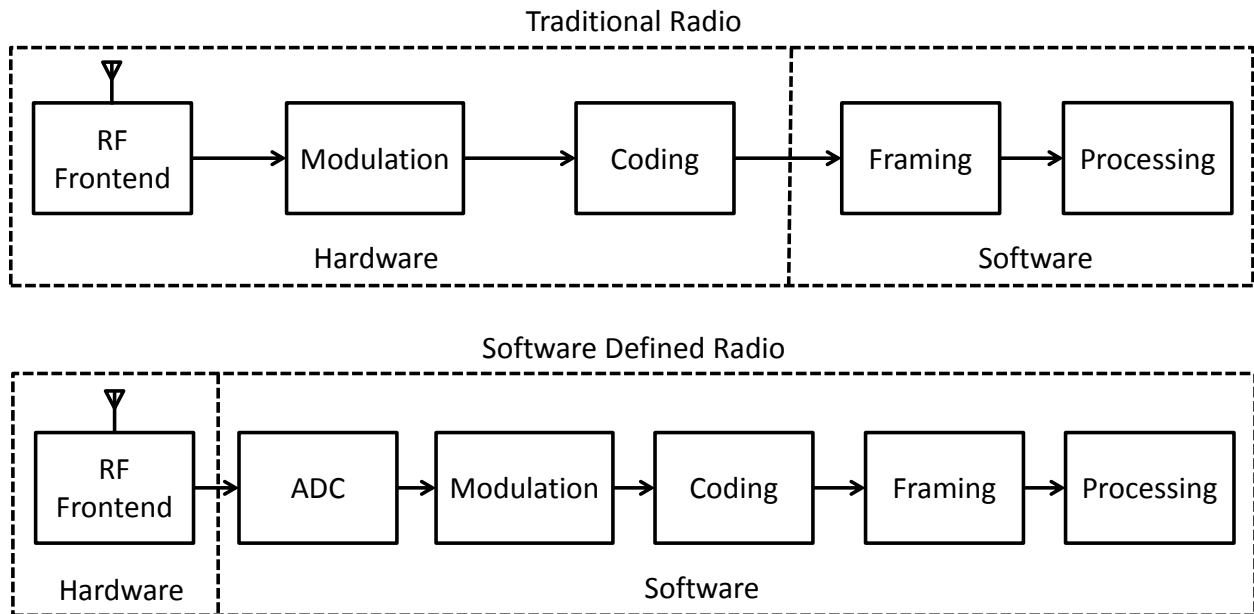 Traditional Radio
RF
Frontend
Modulation
Coding
Framing
Processing
Hardware
Software
Software Defined Radio
RF
Frontend
ADC
Modulation
Coding
Framing
Processing
Hardware
Software